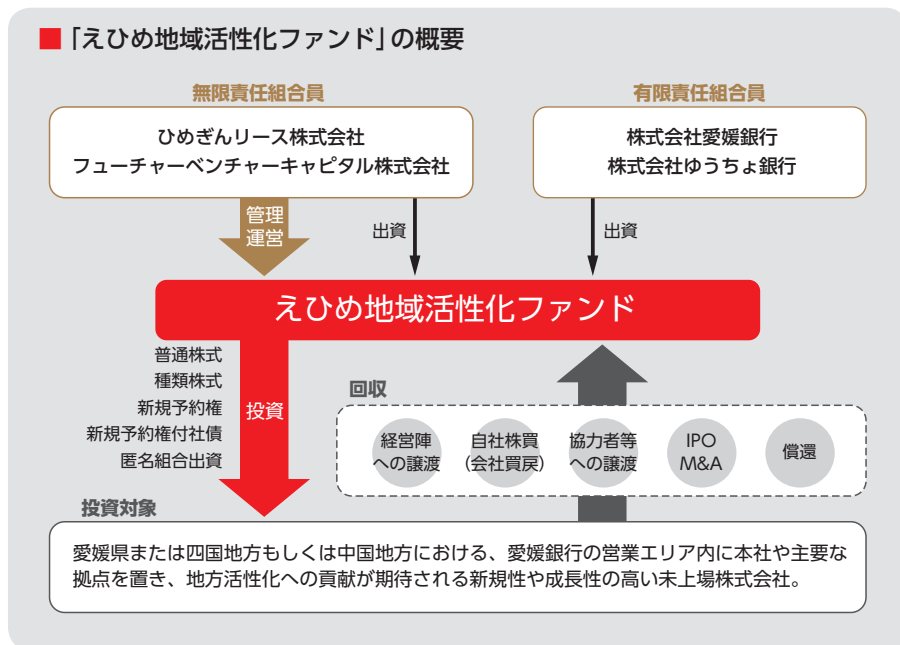 ■「えひめ地域活性化ファンド」の概要
無限責任組合員
ひめぎんリース株式会社
フューチャーベンチャーキャピタル株式会社
有限責任組合員
株式会社愛媛銀行
株式会社ゆうちょ銀行
管理
運営
出資
出資
えひめ地域活性化ファンド
普通株式
種類株式
新規予約権
新規予約権付社債
匿名組合出資
投資
回収
経営陣
への譲渡
自社株買
(会社買戻)
協力者等
への譲渡
IPO
M&A
償還
投資対象
愛媛県または四国地方もしくは中国地方における、愛媛銀行の営業エリア内に本社や主要な
拠点を置き、地方活性化への貢献が期待される新規性や成長性の高い未上場株式会社。